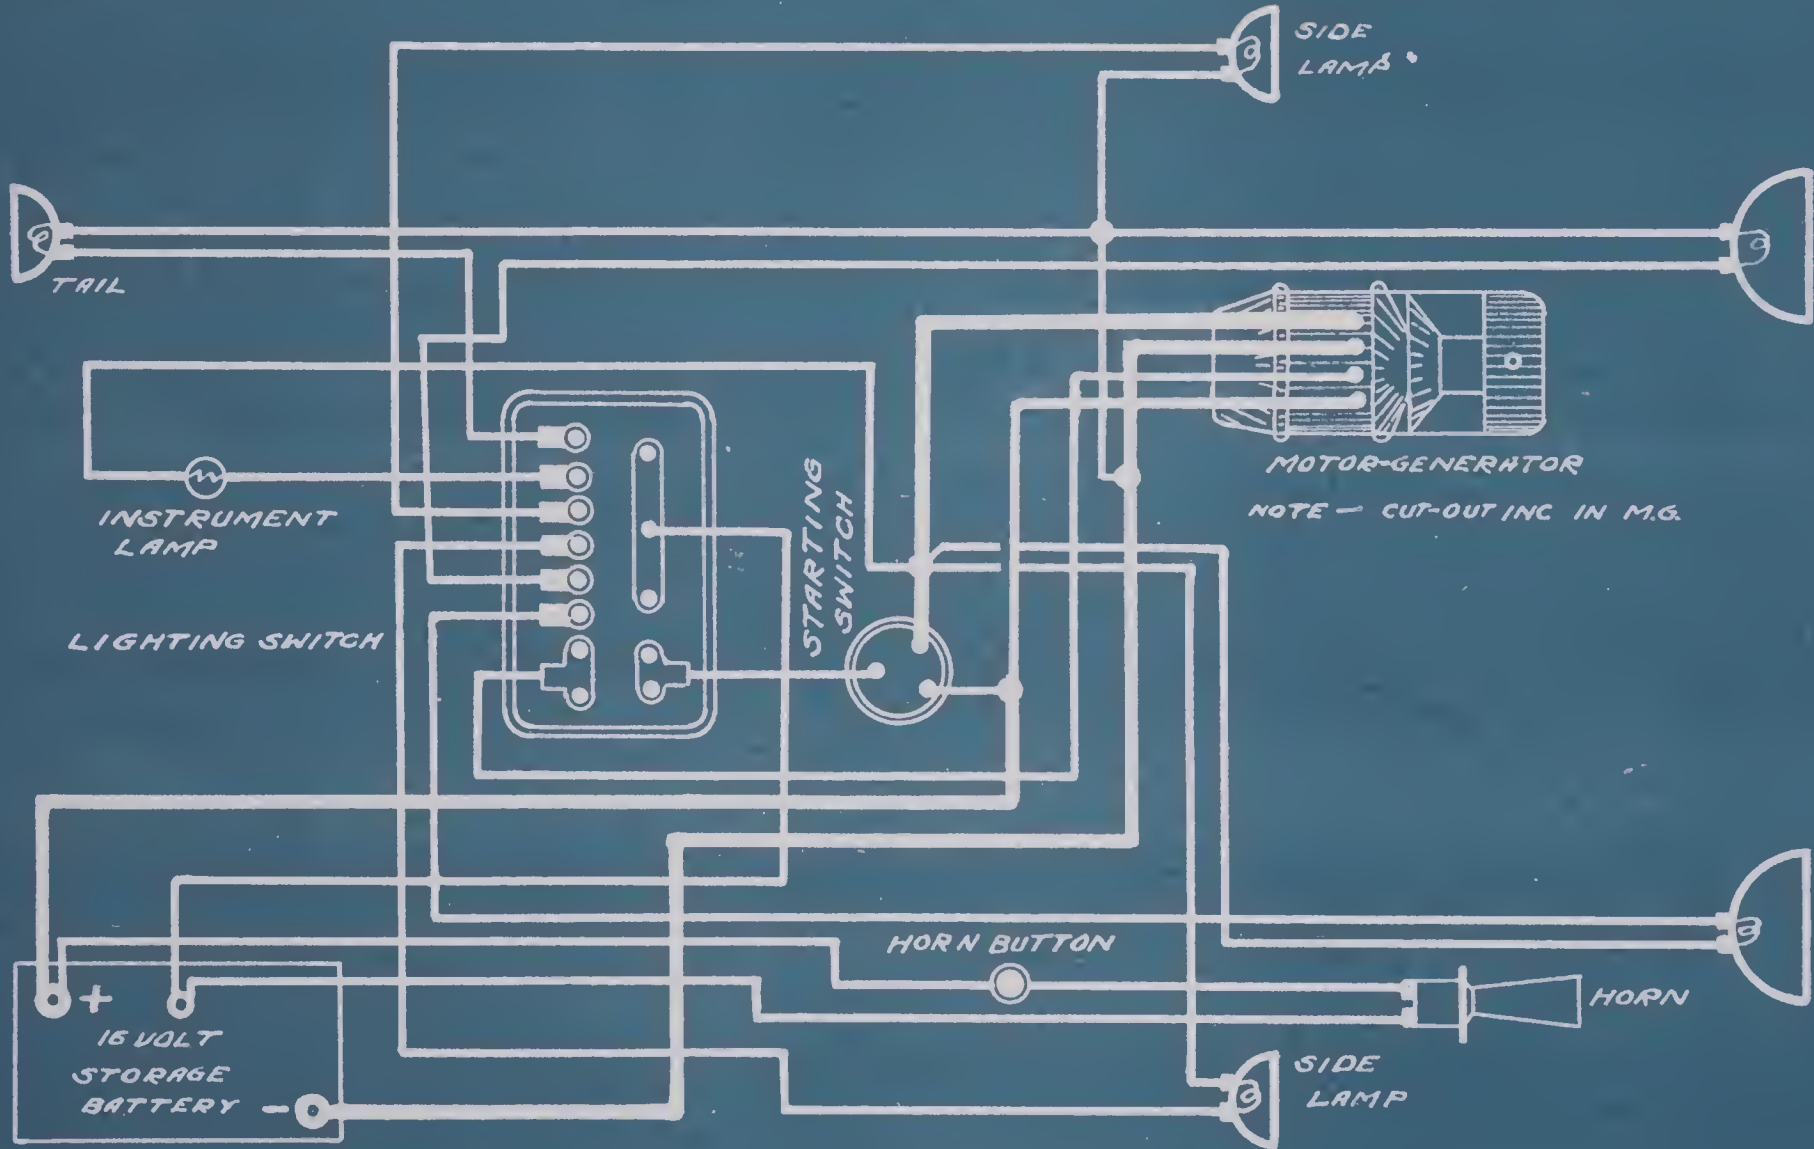 SIDE
LAMP
TAIL
MOTOR-GENERATOR
NOTE — CUT-OUT INC IN M.G.
INSTRUMENT
LAMP
STARTING
SWITCH
LIGHTING SWITCH
HORN BUTTON
HORN
+
16 VOLT
STORAGE
BATTERY -
SIDE
LAMP